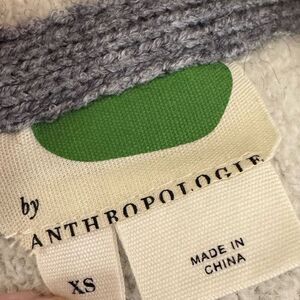 by
ANTHROPOLOGIE
XS
MADE IN
CHINA